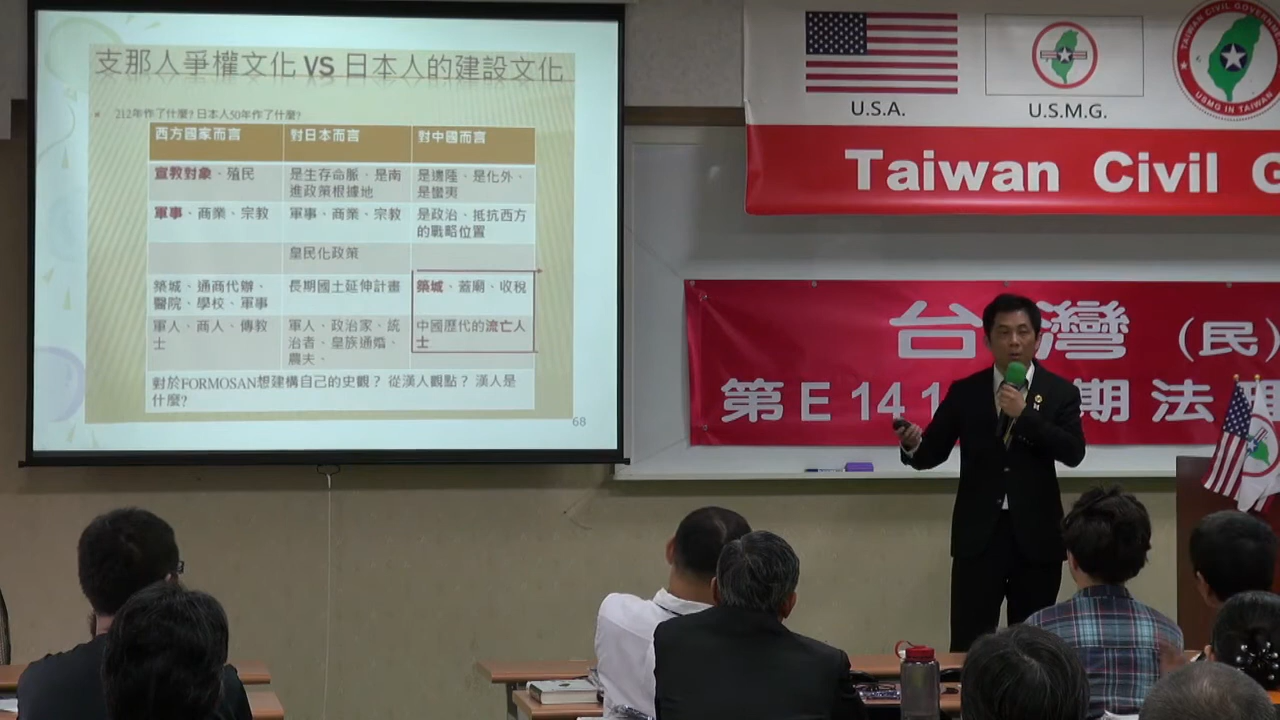 支那人爭權文化 VS 日本人的建設文化
212年作了什麼? 日本人50年作了什麼?
西方國家而言
對日本而言
對中國而言
宣教對象、殖民
是生存命脈、是南
進政策根據地
是邊陲、是化外、
是蠻夷
軍事、商業、宗教
軍事、商業、宗教
是政治、抵抗西方
的戰略位置
皇民化政策
築城、通商代辦、
醫院、學校、軍事
長期國土延伸計畫
築城、蓋廟、收稅
軍人、商人、傳教
士
軍人、政治家、統
治者、皇族通婚、
農夫。
中國歷代的流亡人
士
對於FORMOSAN想建構自己的史觀？ 從漢人觀點？ 漢人是
什麼?
68
U.S.A.
U.S.M.G.
TAIWAN CIVIL GOVERNMENT
USMG IN TAIWAN
Taiwan Civil G
台灣（民）
第E141 期法理